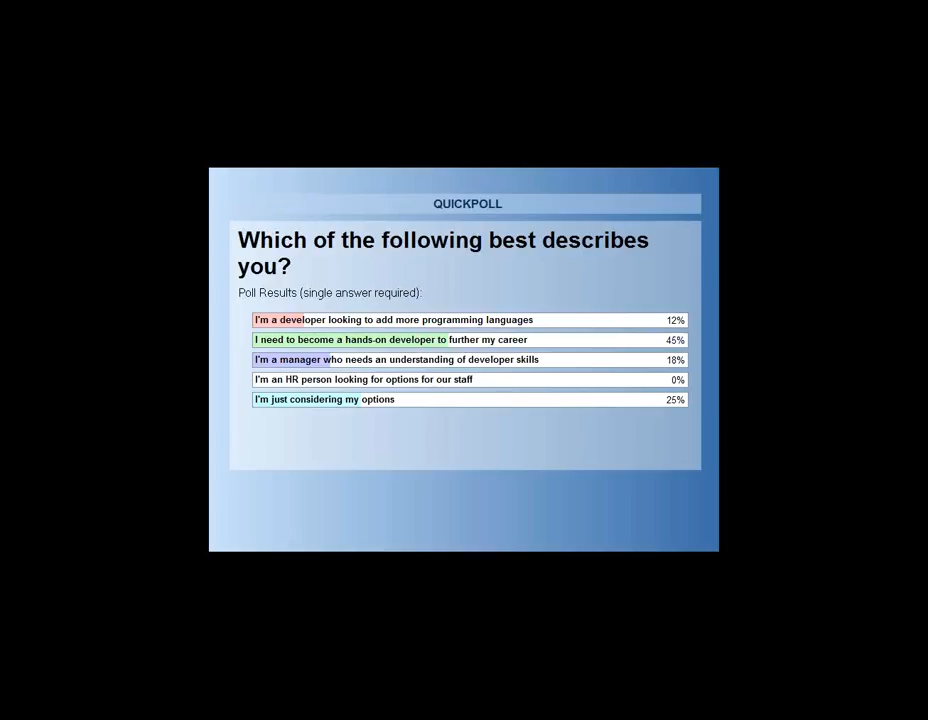 QUICKPOLL
Which of the following best describes
you?
Poll Results (single answer required):
I'm a developer looking to add more programming languages 12%
I need to become a hands-on developer to further my career 45%
I'm a manager who needs an understanding of developer skills 18%
I'm an HR person looking for options for our staff 0%
I'm just considering my options 25%